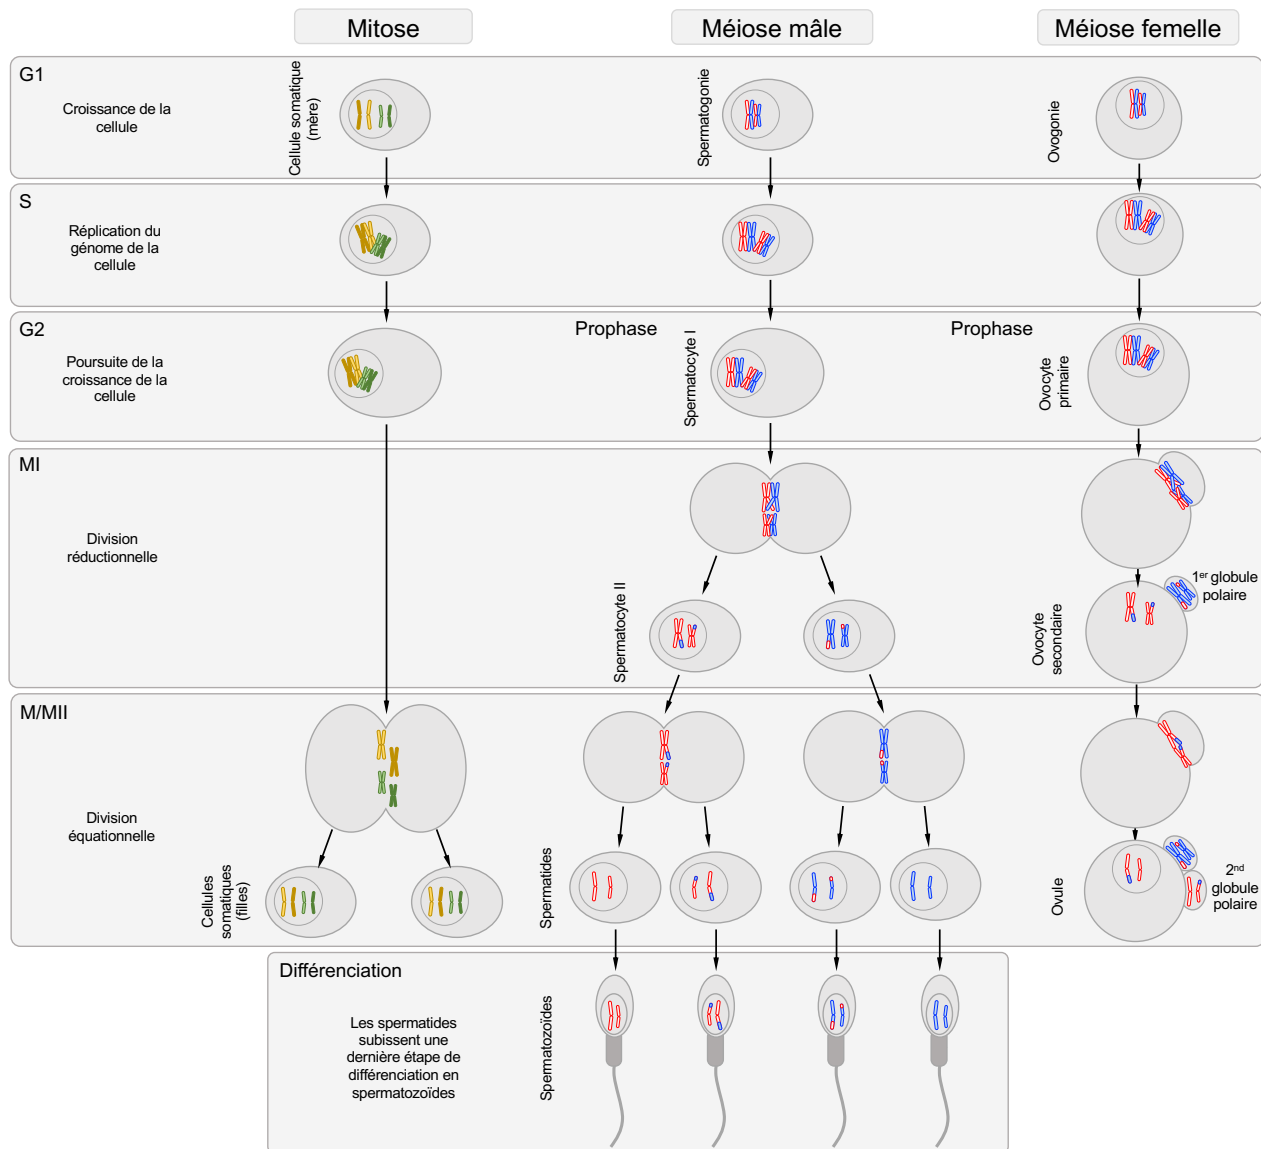 Mitose
Méiose mâle
Méiose femelle
G1
Croissance de la
cellule
Cellule somatique
(mère)
Spermatogonie
Ovogonie
S
Réplication du
génome de la
cellule
G2
Poursuite de la
croissance de la
cellule
Prophase
Spermatocyte I
Prophase
Ovocyte
primaire
MI
Division
réductionnelle
Spermatocyte II
Ovocyte
secondaire
1er globule
polaire
M/MII
Division
équationnelle
Cellules
somatiques
(filles)
Spermatides
Ovule
2nd
globule
polaire
Différenciation
Les spermatides
subissent une
dernière étape de
différenciation en
spermatozoïdes
Spermatozoïdes